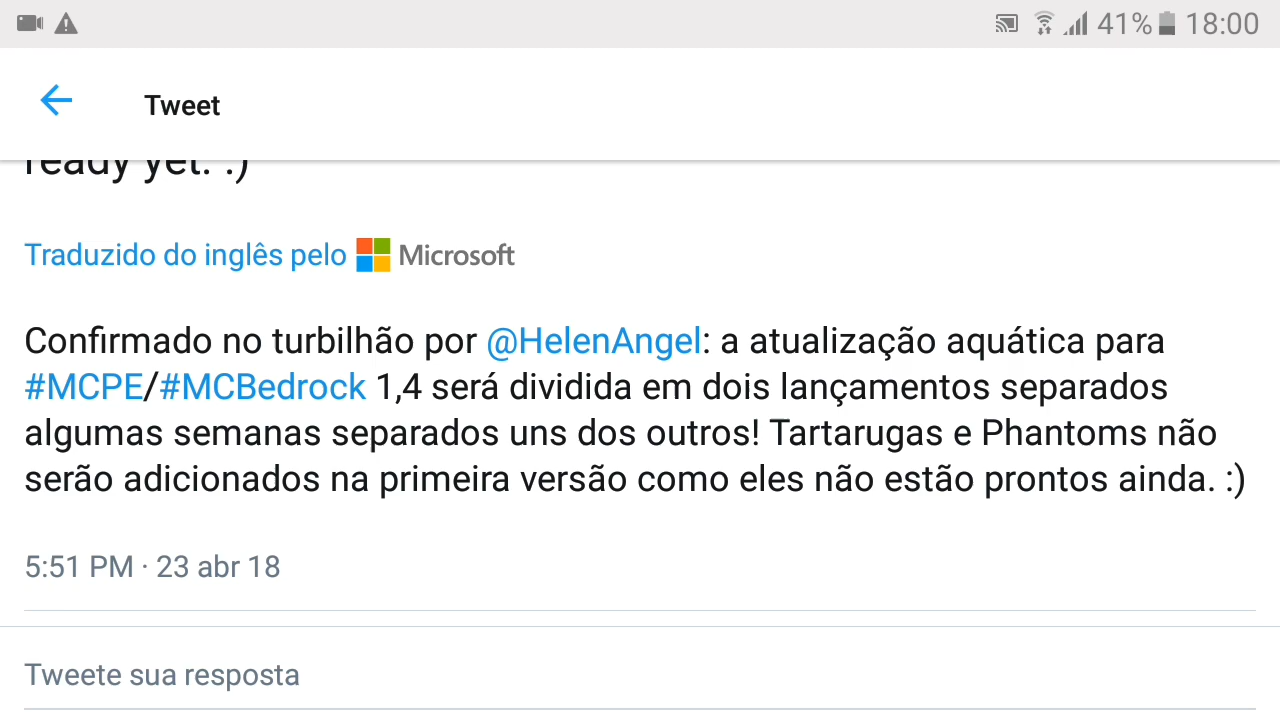 41% 18:00
Tweet
ready yet. :)
Traduzido do inglês pelo Microsoft
Confirmado no turbilhão por @HelenAngel: a atualização aquática para
#MCPE/#MCBedrock 1,4 será dividida em dois lançamentos separados
algumas semanas separados uns dos outros! Tartarugas e Phantoms não
serão adicionados na primeira versão como eles não estão prontos ainda. :)
5:51 PM · 23 abr 18
Tweete sua resposta